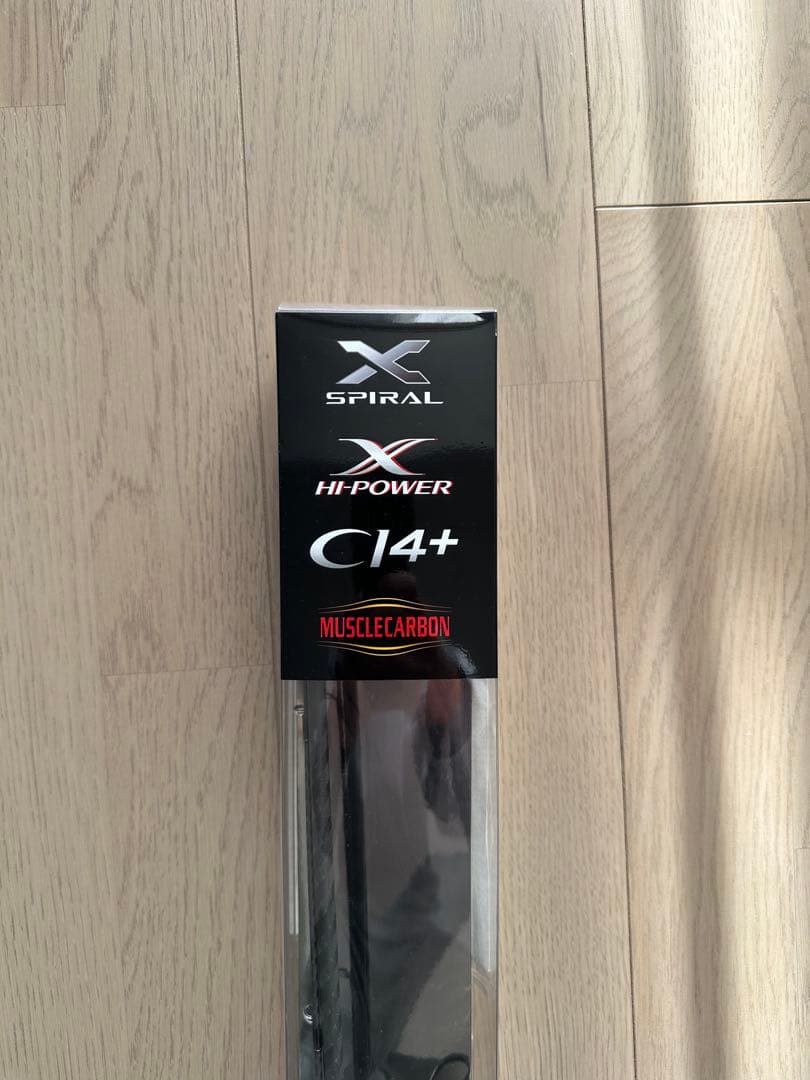 X
SPIRAL
X
HI-POWER
CI4+
MUSCLECARBON